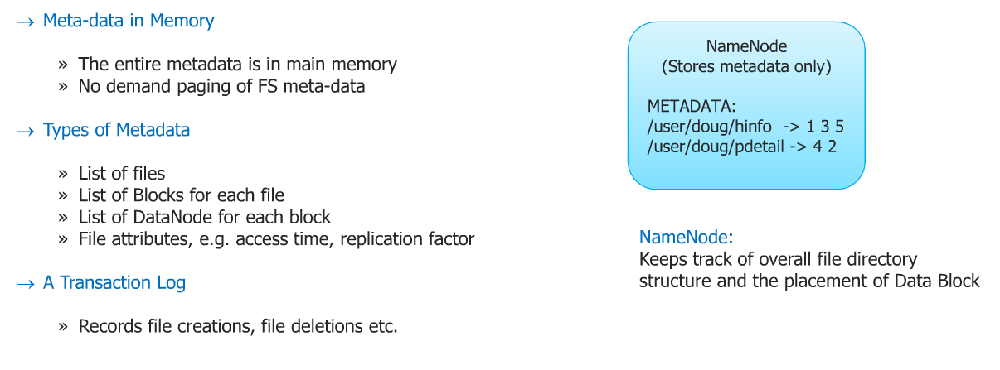 → Meta-data in Memory
» The entire metadata is in main memory
» No demand paging of FS meta-data
→ Types of Metadata
» List of files
» List of Blocks for each file
» List of DataNode for each block
» File attributes, e.g. access time, replication factor
→ A Transaction Log
» Records file creations, file deletions etc.
NameNode
(Stores metadata only)
METADATA:
/user/doug/hinfo -> 1 3 5
/user/doug/pdetail -> 4 2
NameNode:
Keeps track of overall file directory
structure and the placement of Data Block